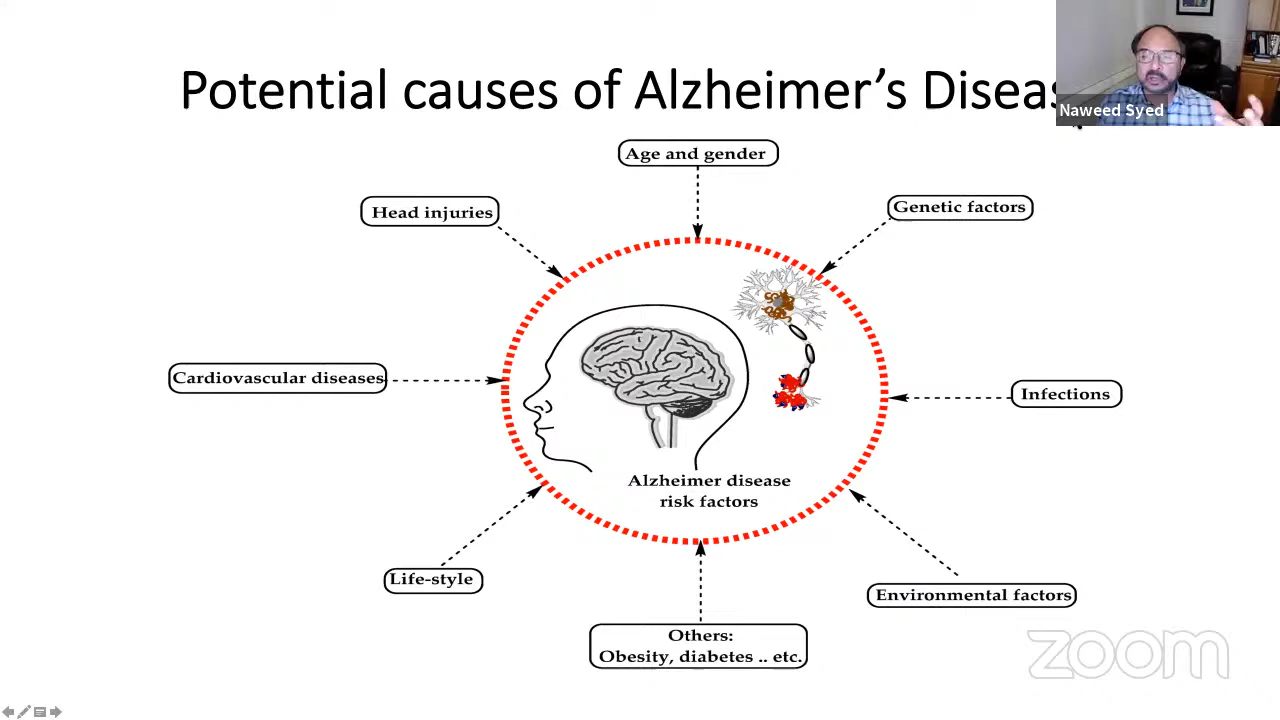 Potential causes of Alzheimer's Diseas
Naweed Syed
Age and gender
Head injuries
Genetic factors
Cardiovascular diseases
Infections
Alzheimer disease
risk factors
Life-style
Environmental factors
Others:
Obesity, diabetes .. etc.
zoom